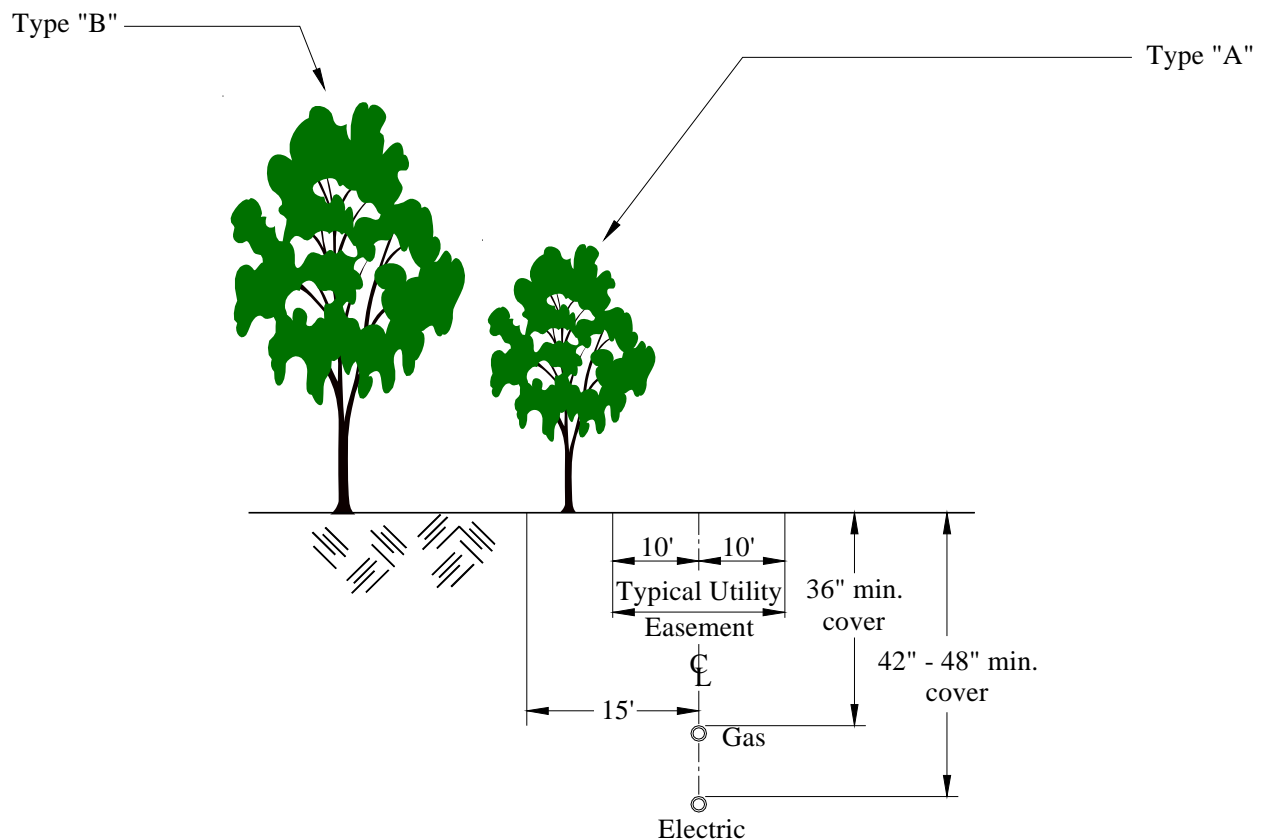 Type "B"
Type "A"
10'
10'
Typical Utility
Easement
36" min.
cover
42" - 48" min.
cover
CL
15'
Gas
Electric